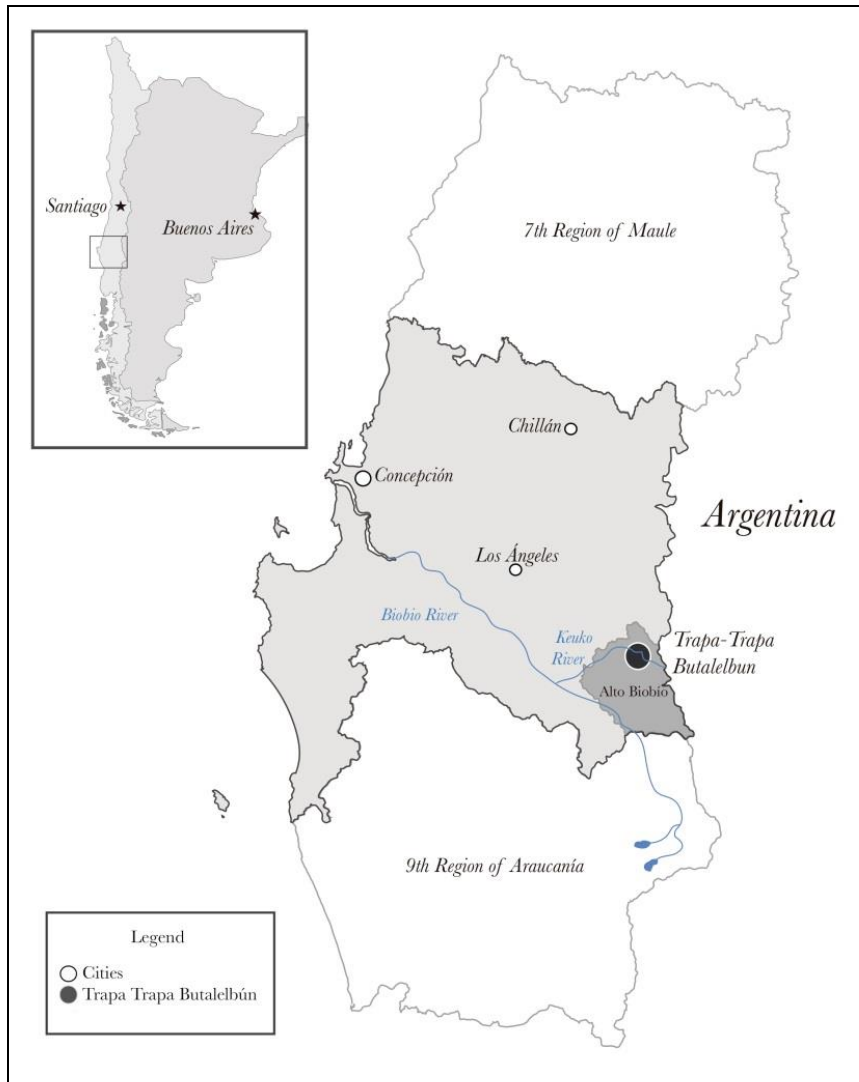 Santiago
Buenos Aires
7th Region of Maule
Chillán
Concepción
Argentina
Los Ángeles
Biobio River
Keuko
River
Trapa-Trapa
Butalelbun
Alto Biobío
9th Region of Araucanía
Legend
Cities
Trapa Trapa Butalelbún